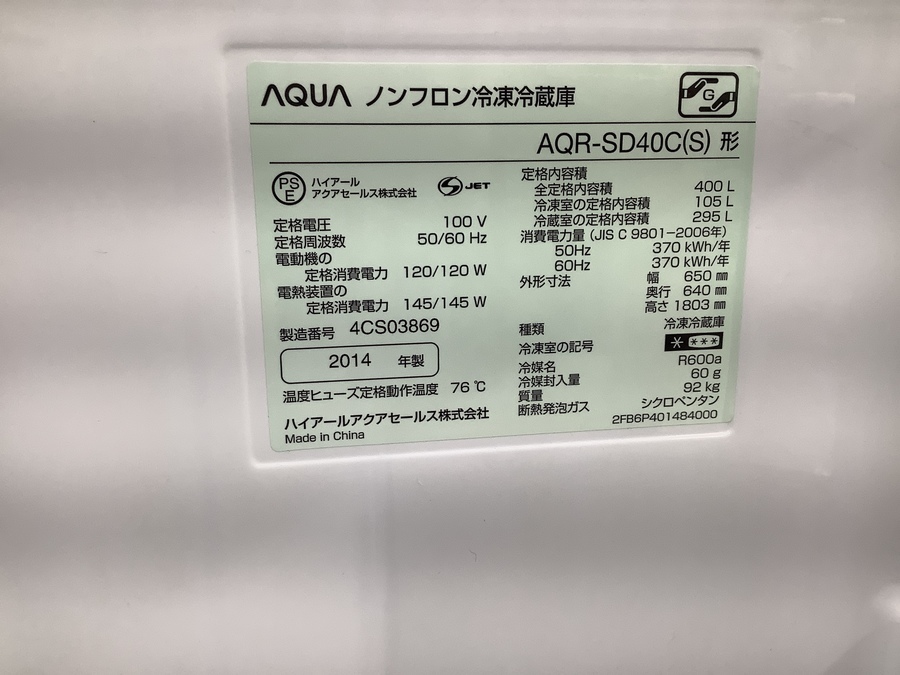 AQUA ノンフロン冷凍冷蔵庫
G
AQR-SD40C(S) 形
PSE
ハイアール
アクアセールス株式会社
S JET
定格電圧 100 V
定格周波数 50/60 Hz
電動機の
定格消費電力 120/120 W
電熱装置の
定格消費電力 145/145 W
製造番号 4CS03869
2014 年製
温度ヒューズ定格動作温度 76 ℃
ハイアールアクアセールス株式会社
Made in China
定格内容積
全定格内容積 400 L
冷凍室の定格内容積 105 L
冷蔵室の定格内容積 295 L
消費電力量 (JIS C 9801−2006年)
50Hz 370 kWh/年
60Hz 370 kWh/年
外形寸法 幅 650 ㎜
奥行 640 ㎜
高さ 1803 ㎜
種類 冷凍冷蔵庫
冷凍室の記号 * ***
冷媒名 R600a
冷媒封入量 60 g
質量 92 kg
断熱発泡ガス シクロペンタン
2FB6P401484000